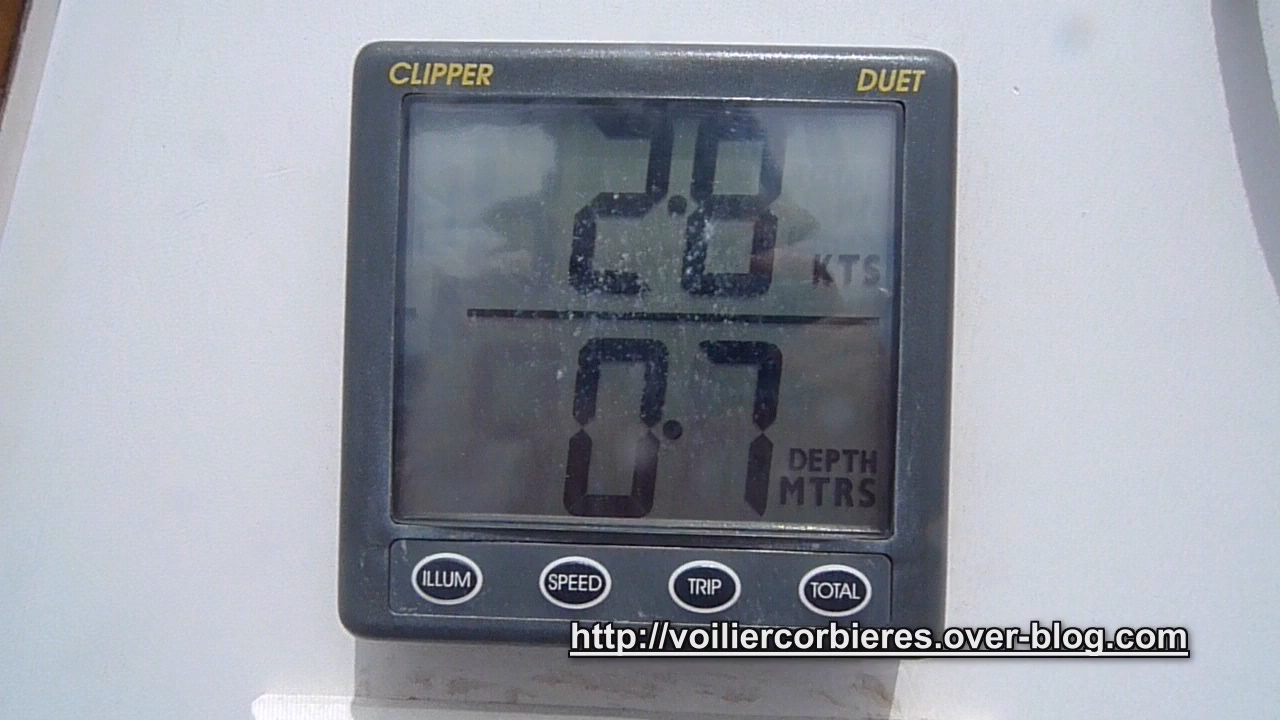 CLIPPER DUET
2.8 KTS
0.7 DEPTH MTRS
ILLUM SPEED TRIP TOTAL
http://voiliercorbieres.over-blog.com